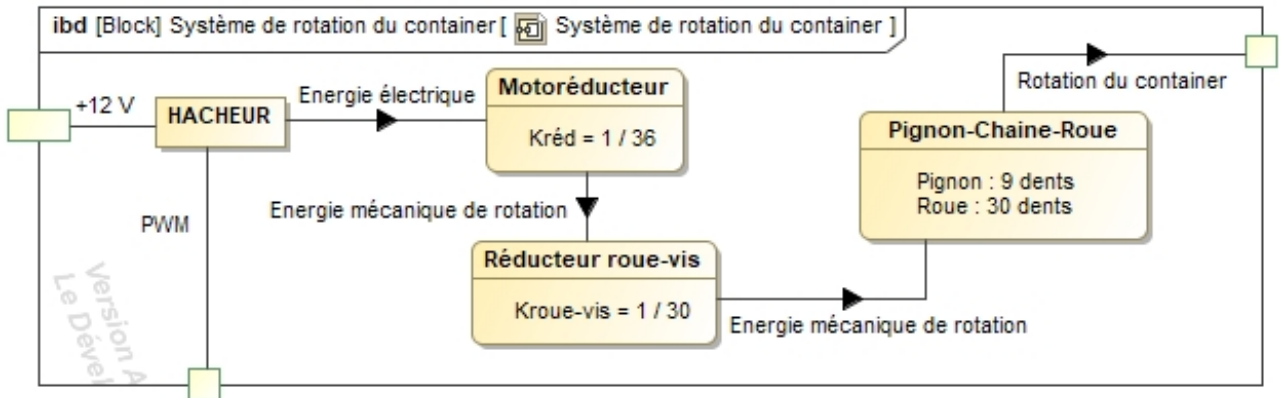 ibd [Block] Système de rotation du container [ Système de rotation du container ]
+12 V
HACHEUR
Energie électrique
Motoréducteur
Kréd = 1 / 36
Rotation du container
Pignon-Chaine-Roue
Pignon : 9 dents
Roue : 30 dents
Energie mécanique de rotation
PWM
Réducteur roue-vis
Kroue-vis = 1 / 30
Energie mécanique de rotation
Version A
Le Dével